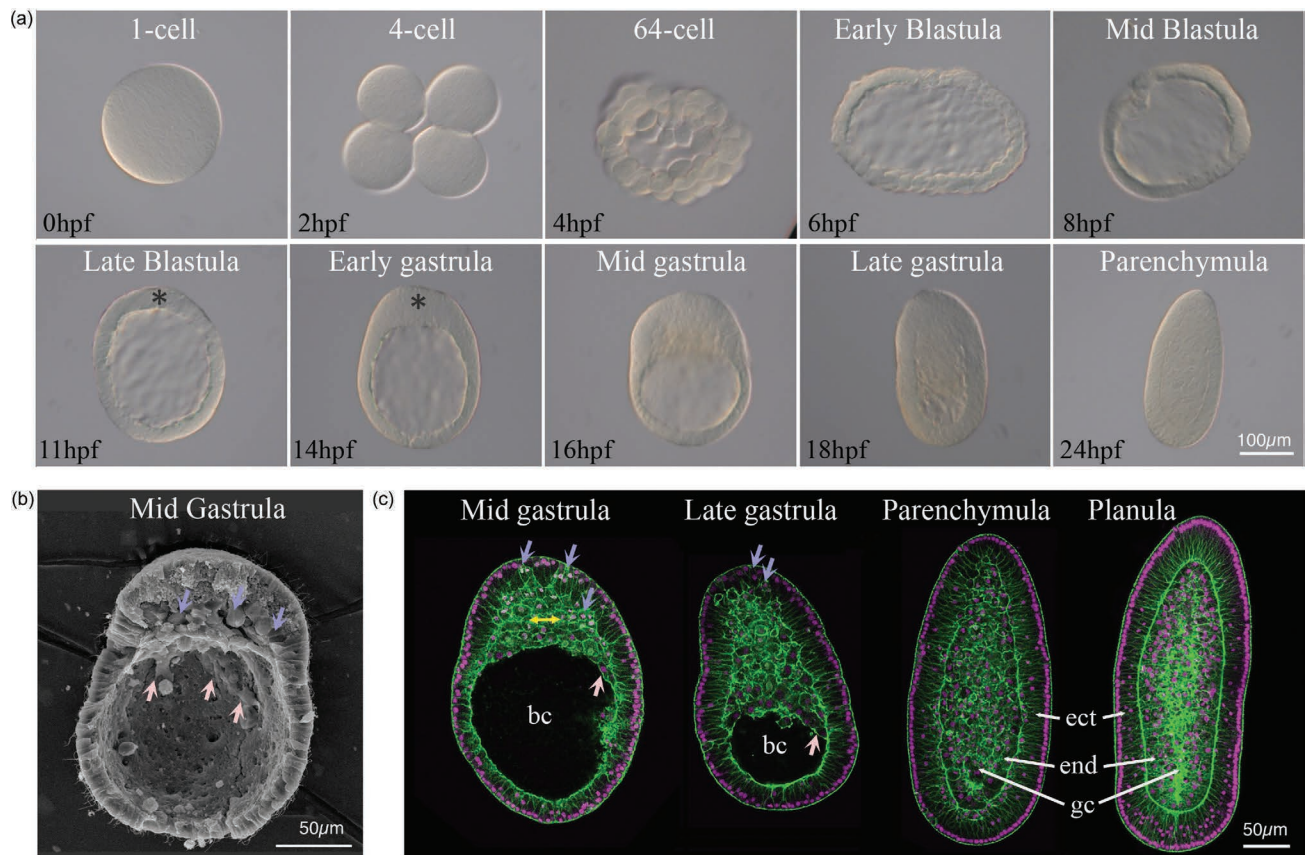 (a)
1-cell
4-cell
64-cell
Early Blastula
Mid Blastula
0hpf
2hpf
4hpf
6hpf
8hpf
Late Blastula
Early gastrula
Mid gastrula
Late gastrula
Parenchymula
*
*
11hpf
14hpf
16hpf
18hpf
24hpf
100µm
(b)
Mid Gastrula
50µm
(c)
Mid gastrula
Late gastrula
Parenchymula
Planula
bc
bc
ect
end
gc
50µm